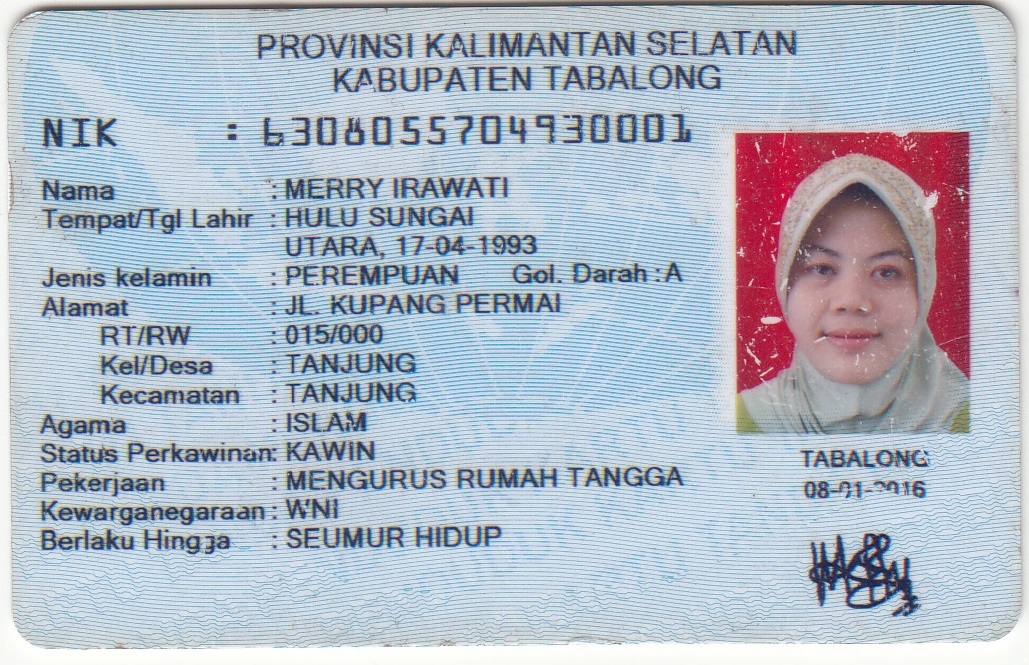 PROVINSI KALIMANTAN SELATAN
KABUPATEN TABALONG
NIK : 6308055704930001
Nama : MERRY IRAWATI
Tempat/Tgl Lahir : HULU SUNGAI
UTARA, 17-04-1993
Jenis kelamin : PEREMPUAN Gol. Darah : A
Alamat : JL. KUPANG PERMAI
RT/RW : 015/000
Kel/Desa : TANJUNG
Kecamatan : TANJUNG
Agama : ISLAM
Status Perkawinan: KAWIN
Pekerjaan : MENGURUS RUMAH TANGGA
Kewarganegaraan : WNI
Berlaku Hingga : SEUMUR HIDUP
TABALONG
08-01-2016